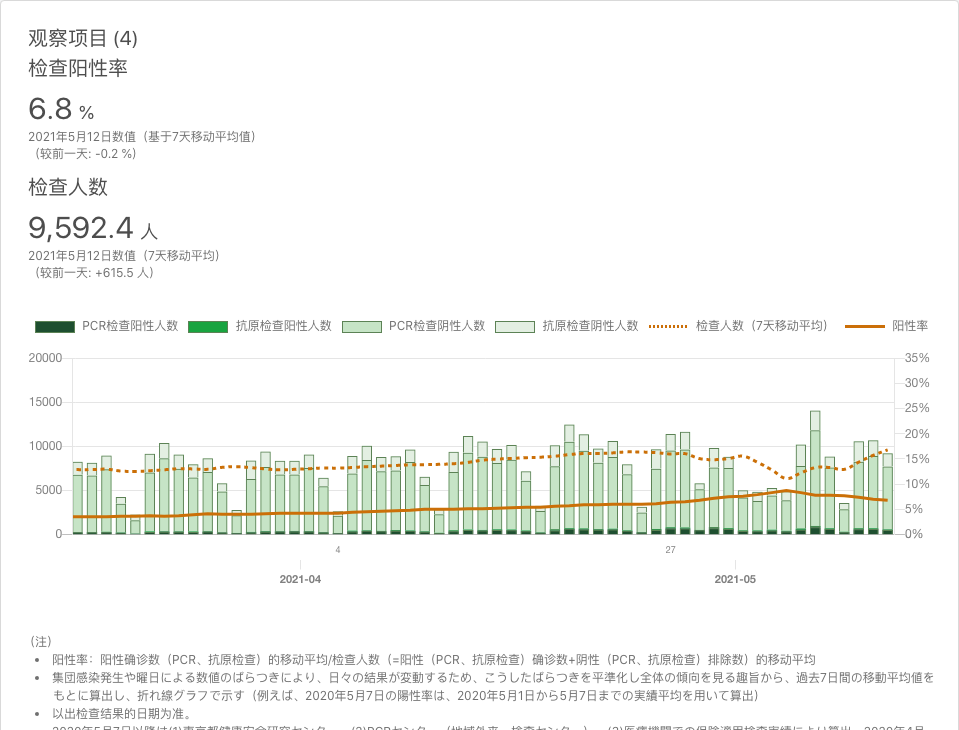 观察项目 (4)
检查阳性率
6.8 %
2021年5月12日数值（基于7天移动平均值）
（较前一天: -0.2 %）
检查人数
9,592.4 人
2021年5月12日数值（7天移动平均）
（较前一天: +615.5 人）
PCR检查阳性人数 抗原检查阳性人数 PCR检查阴性人数 抗原检查阴性人数 检查人数（7天移动平均） 阳性率
20000 35%
30%
15000 25%
20%
10000 15%
5000 10%
5%
0 0%
4 27
2021-04 2021-05
（注）
• 阳性率：阳性确诊数（PCR、抗原检查）的移动平均/检查人数（=阳性（PCR、抗原检查）确诊数+阴性（PCR、抗原检查）排除数）的移动平均
• 集団感染発生や曜日による数値のばらつきにより、日々の結果が変動するため、こうしたばらつきを平準化し全体の傾向を見る趣旨から、過去7日間の移動平均値を
もとに算出し、折れ線グラフで示す（例えば、2020年5月7日の陽性率は、2020年5月1日から5月7日までの実績平均を用いて算出）
• 以出检查结果的日期为准。